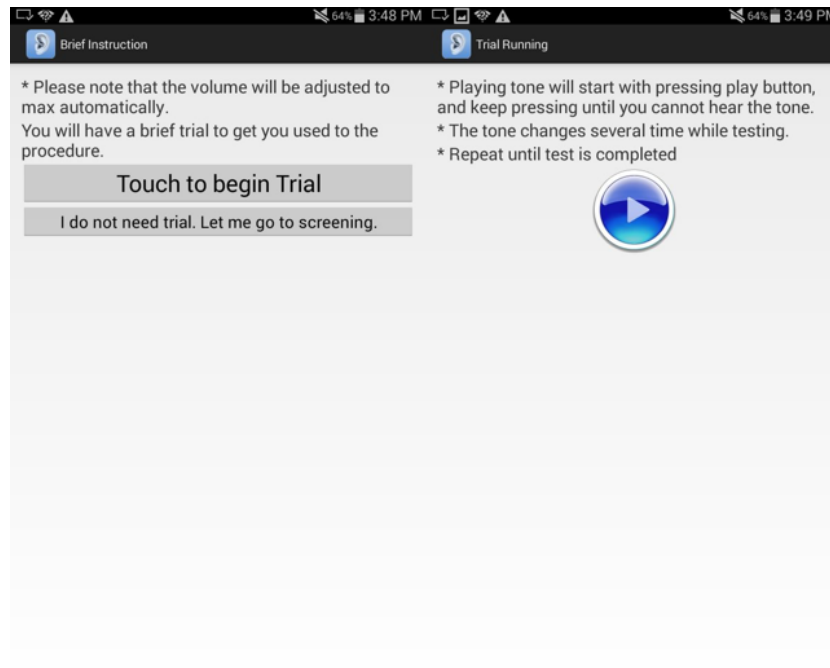 64% 3:48 PM
Brief Instruction
* Please note that the volume will be adjusted to
max automatically.
You will have a brief trial to get you used to the
procedure.
Touch to begin Trial
I do not need trial. Let me go to screening.
64% 3:49 PM
Trial Running
* Playing tone will start with pressing play button,
and keep pressing until you cannot hear the tone.
* The tone changes several time while testing.
* Repeat until test is completed